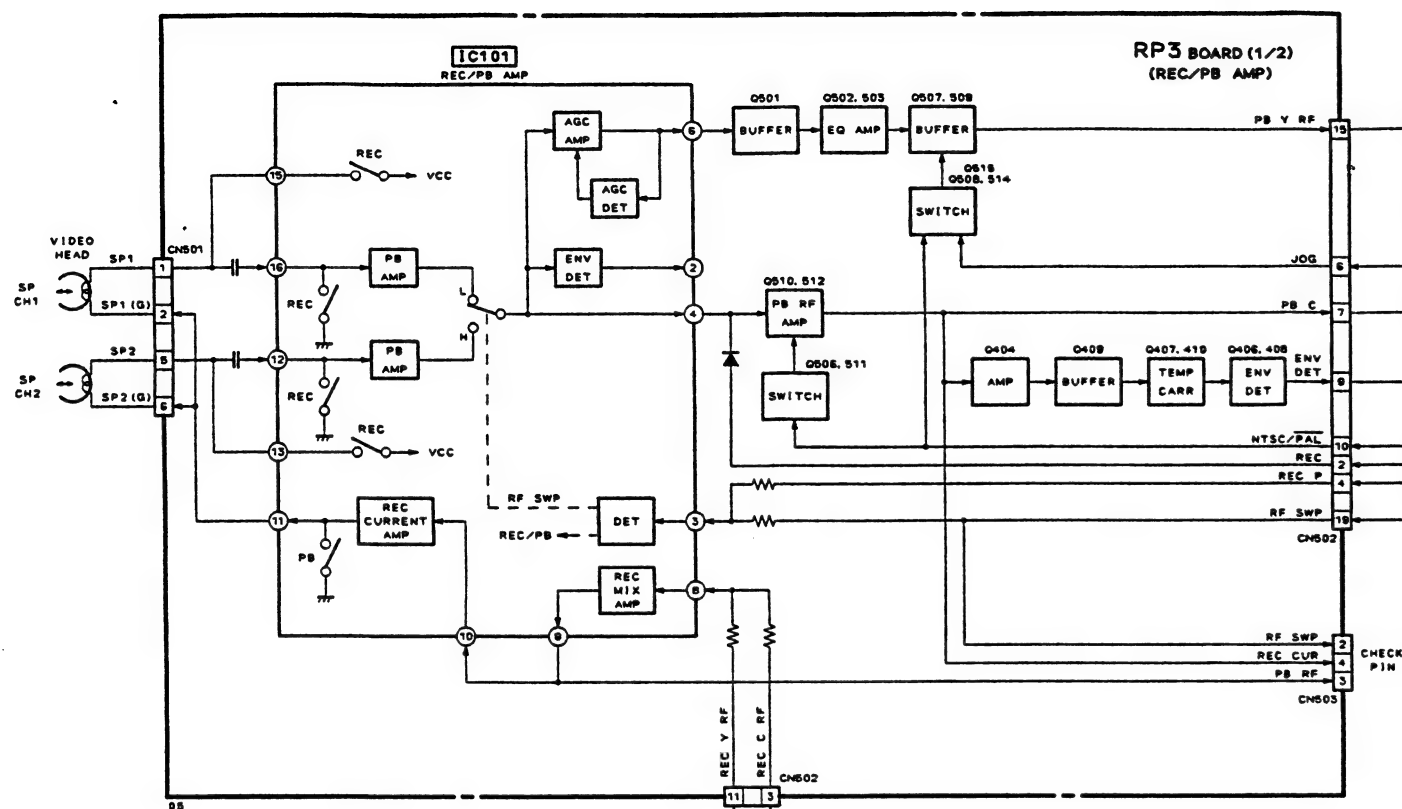 RP3 BOARD (1/2)
(REC/PB AMP)
IC101
REC/PB AMP
AGC
AMP
6
AGC
DET
15
REC
VCC
Q501
BUFFER
Q502, 503
EQ AMP
Q507, 509
BUFFER
PB Y RF
15
Q515
Q508, 514
SWITCH
VIDEO
HEAD
SP
CH1
SP1
CN501
1
SP1 (G)
2
16
PB
AMP
REC
L
H
ENV
DET
2
4
JOG
6
Q510, 512
PB RF
AMP
PB C
7
SP
CH2
SP2
5
SP2 (G)
6
12
PB
AMP
REC
13
REC
VCC
Q506, 511
SWITCH
Q404
AMP
Q409
BUFFER
Q407, 410
TEMP
CARR
Q406, 408
ENV
DET
ENV
DET
9
NTSC/PAL
10
REC
2
REC P
4
RF SWP
19
CN502
11
REC
CURRENT
AMP
PB
RF SWP
REC/PB
DET
3
REC
MIX
AMP
8
10
9
RF SWP
2
REC CUR
4
PB RF
3
CHECK
PIN
CN503
REC Y RF
REC C RF
CN502
11
3
05